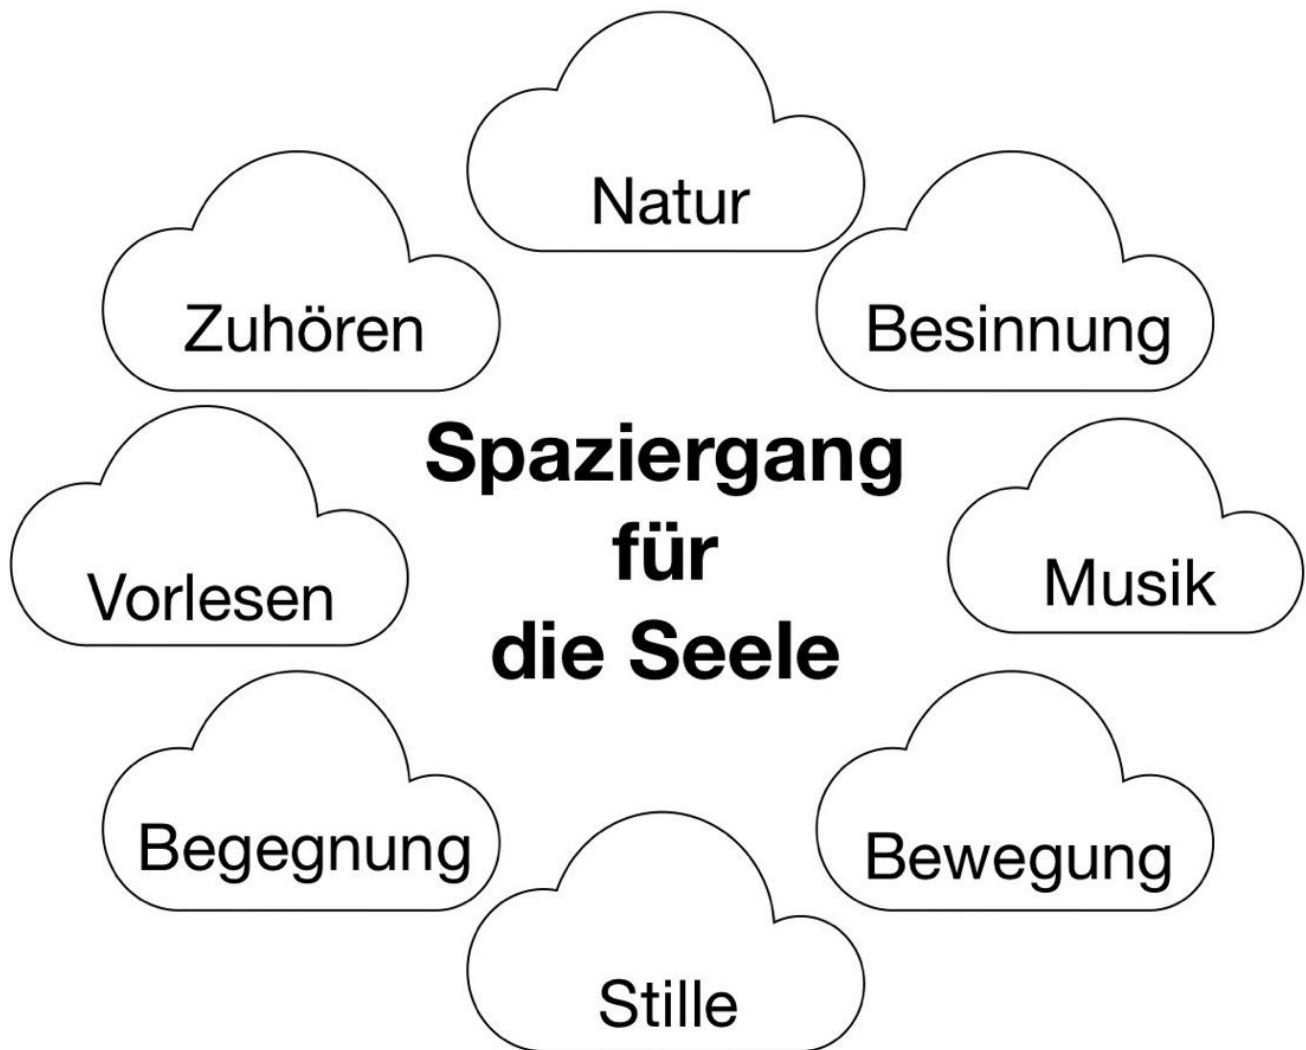 Natur
Zuhören
Besinnung
Spaziergang
für
die Seele
Vorlesen
Musik
Begegnung
Bewegung
Stille